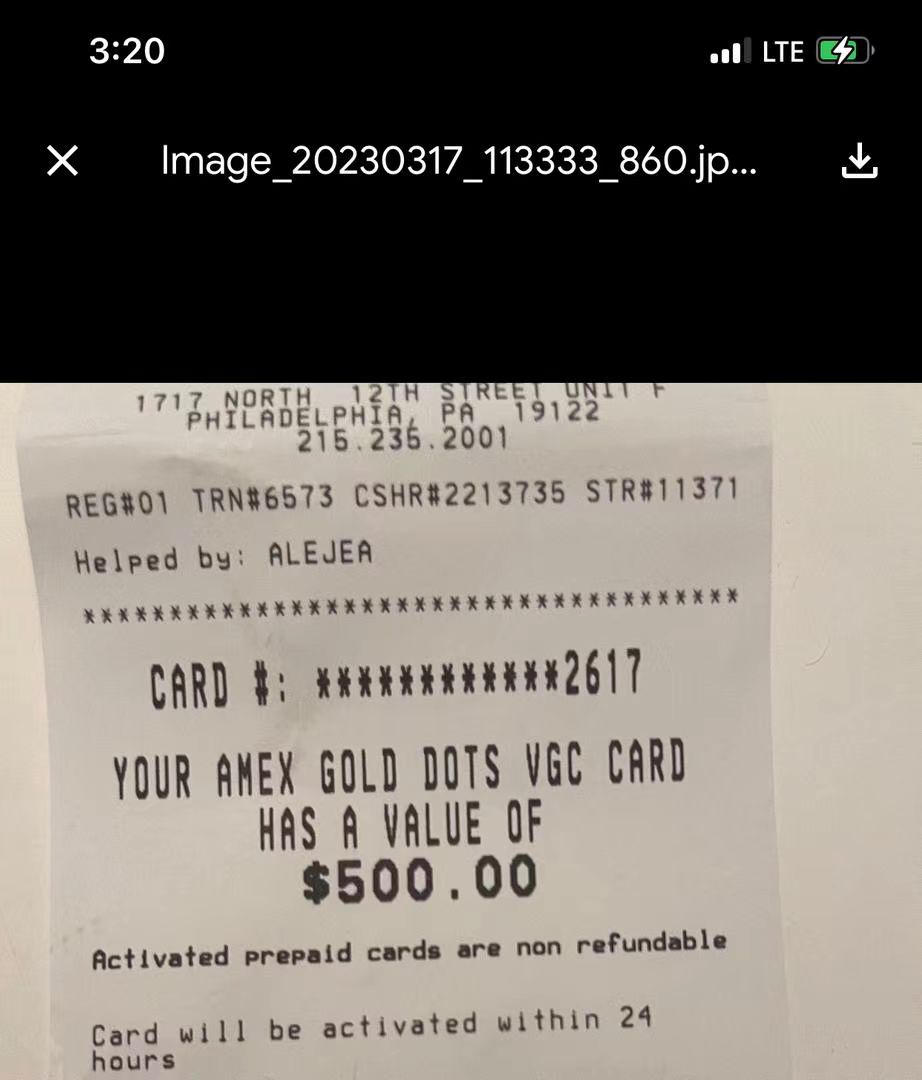 3:20
LTE
Image_20230317_113333_860.jp...
1717 NORTH 12TH STREET UNIT F
PHILADELPHIA, PA 19122
215.236.2001
REG#01 TRN#6573 CSHR#2213735 STR#11371
Helped by: ALEJEA
**************************************
CARD #: ************2617
YOUR AMEX GOLD DOTS VGC CARD
HAS A VALUE OF
$500.00
Activated prepaid cards are non refundable
Card will be activated within 24
hours